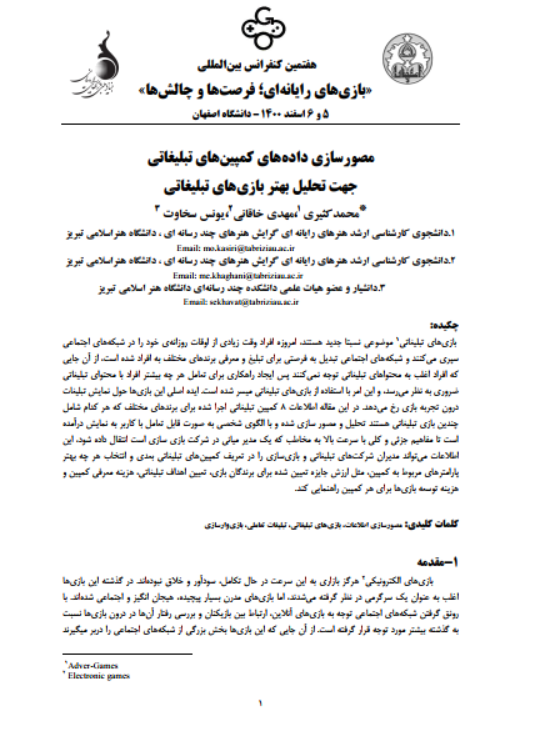 هفتمین کنفرانس بین‌المللی
«بازی‌های رایانه‌ای؛ فرصت‌ها و چالش‌ها»
۵ و ۶ اسفند ۱۴۰۰ – دانشگاه اصفهان
مصورسازی داده‌های کمپین‌های تبلیغاتی
جهت تحلیل بهتر بازی‌های تبلیغاتی
*محمد کثیری ۱،مهدی خاقانی۲،یونس سخاوت ۳
۱.دانشجوی کارشناسی ارشد هنرهای رایانه ای گرایش هنرهای چند رسانه ای ، دانشگاه هنراسلامی تبریز
Email: mo.kasiri@tabriziau.ac.ir
۲.دانشجوی کارشناسی ارشد هنرهای رایانه ای گرایش هنرهای چند رسانه ای ، دانشگاه هنراسلامی تبریز
Email: me.khaghani@tabriziau.ac.ir
۳.دانشیار و عضو هیات علمی دانشکده چند رسانه‌ای دانشگاه هنر اسلامی تبریز
Email: sekhavat@tabriziau.ac.ir
چکیده:
بازی‌های تبلیغاتی۱ موضوعی نسبتا جدید هستند، امروزه افراد وقت زیادی از اوقات روزانه‌ی خود را در شبکه‌های اجتماعی
سپری می‌کنند و شبکه‌های اجتماعی تبدیل به فرصتی برای تبلیغ و معرفی برندهای مختلف به افراد شده است، از آن جایی
که افراد اغلب به محتواهای تبلیغاتی توجه نمی‌کنند پس ایجاد راهکاری برای تعامل هر چه بیشتر افراد با محتوای تبلیغاتی
ضروری به نظر می‌رسد، و این امر با استفاده از بازی‌های تبلیغاتی میسر شده است. ایده اصلی این بازی‌ها حول نمایش تبلیغات
درون تجربه بازی رخ می‌دهد. در این مقاله اطلاعات ۸ کمپین تبلیغاتی اجرا شده برای برندهای مختلف که هر کدام شامل
چندین بازی تبلیغاتی هستند تحلیل و مصور سازی شده و با الگوی شخصی به صورت قابل تعامل با کاربر به نمایش درآمده
است تا مفاهیم جزئی و کلی با سرعت بالا به مخاطب که یک مدیر میانی در شرکت بازی سازی است انتقال داده شود، این
اطلاعات می‌تواند مدیران شرکت‌های تبلیغاتی و بازی‌سازی را در تعریف کمپین‌های تبلیغاتی بعدی و انتخاب هر چه بهتر
پارامترهای مربوط به کمپین، مثل ارزش جایزه تعیین شده برای برندگان بازی، تعیین اهداف تبلیغاتی، هزینه معرفی کمپین و
هزینه توسعه بازی‌ها برای هر کمپین راهنمایی کند.
کلمات کلیدی: مصورسازی اطلاعات، بازی‌های تبلیغاتی، تبلیغات تعاملی، بازی‌وارسازی
۱-مقدمه
بازی‌های الکترونیکی۲ هرگز بازاری به این سرعت در حال تکامل، سودآور و خلاق نبوده‌اند. در گذشته این بازی‌ها
اغلب به عنوان یک سرگرمی در نظر گرفته می‌شدند، اما بازی‌های مدرن بسیار پیچیده، هیجان انگیز و اجتماعی شده‌اند. با
رونق گرفتن شبکه‌های اجتماعی توجه به بازی‌های آنلاین، ارتباط بین بازیکنان و بررسی رفتار آن‌ها در درون بازی‌ها نسبت
به گذشته بیشتر مورد توجه قرار گرفته است. از آن جایی که این بازی‌ها بخش بزرگی از شبکه‌های اجتماعی را دربر میگیرند
۱ Adver-Games
۲ Electronic games
۱